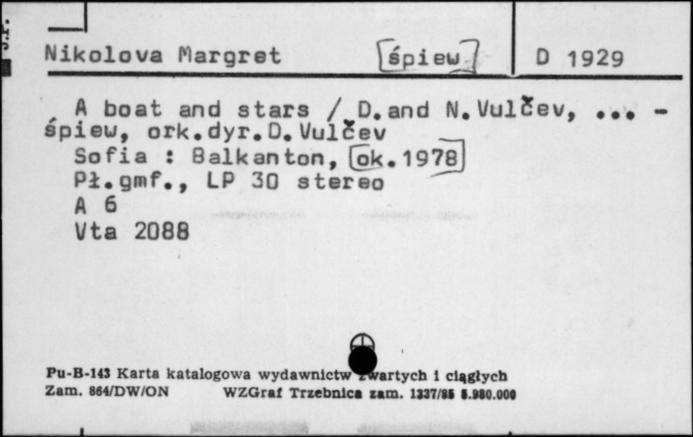 J.P.
Nikolova Margret [śpiew] D 1929
A boat and stars / D.and N.Vulčev, ... -
śpiew, ork.dyr.D.Vulčev
Sofia : Balkanton, [ok.1978]
Pł.gmf., LP 30 stereo
A 6
Vta 2088
Pu-B-143 Karta katalogowa wydawnictw zwartych i ciągłych
Zam. 864/DW/ON WZGraf Trzebnica zam. 1337/85 5.980.000